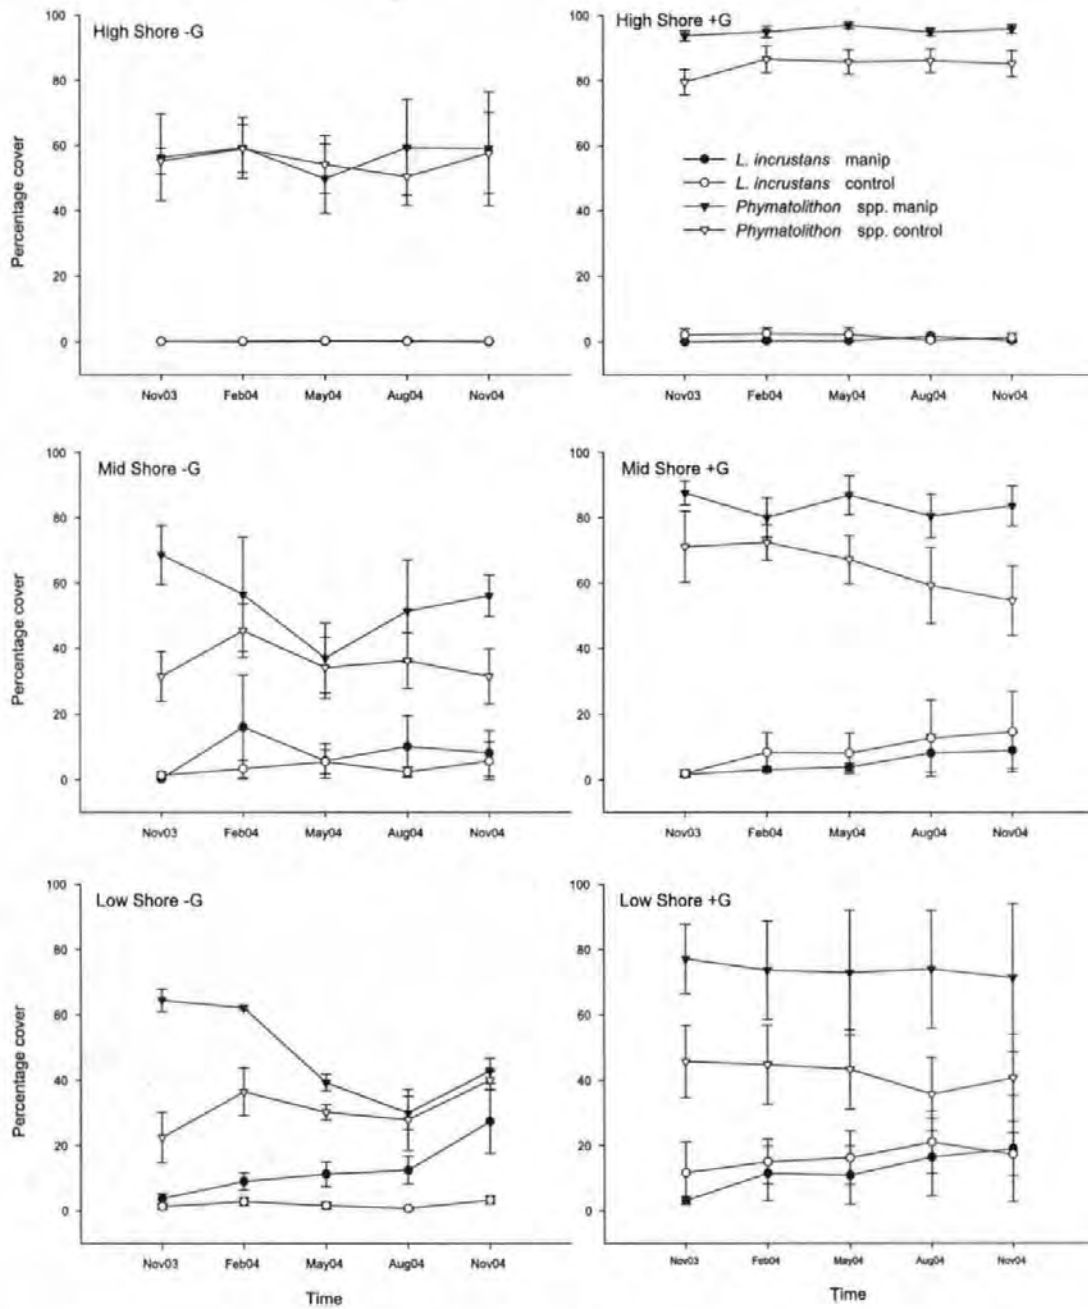 High Shore -G
100
80
60
40
20
0
Percentage cover
Nov03 Feb04 May04 Aug04 Nov04
High Shore +G
100
80
60
40
20
0
L. incrustans manip
L. incrustans control
Phymatolithon spp. manip
Phymatolithon spp. control
Nov03 Feb04 May04 Aug04 Nov04
Mid Shore -G
100
80
60
40
20
0
Percentage cover
Nov03 Feb04 May04 Aug04 Nov04
Mid Shore +G
100
80
60
40
20
0
Nov03 Feb04 May04 Aug04 Nov04
Low Shore -G
100
80
60
40
20
0
Percentage cover
Nov03 Feb04 May04 Aug04 Nov04
Time
Low Shore +G
100
80
60
40
20
0
Nov03 Feb04 May04 Aug04 Nov04
Time